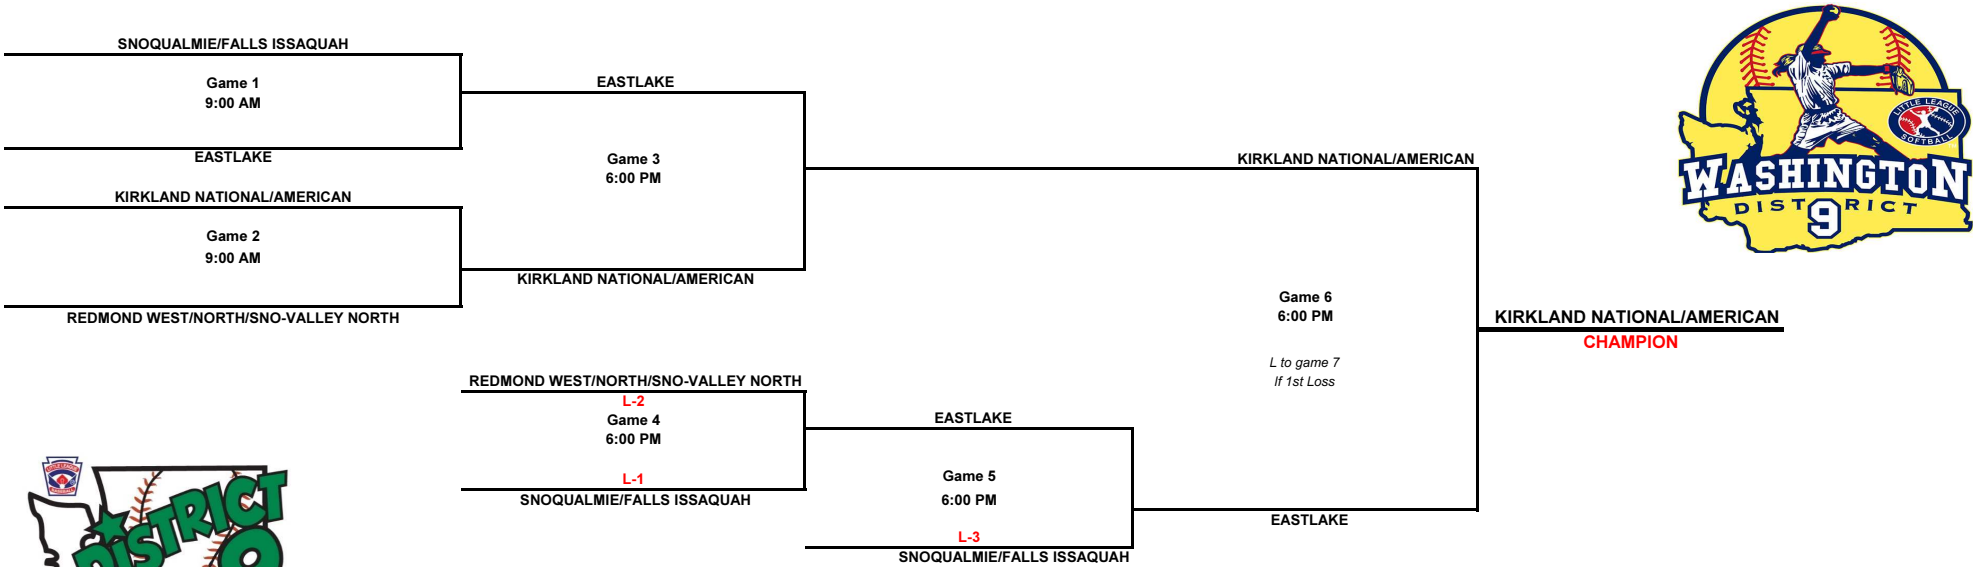 SNOQUALMIE/FALLS ISSAQUAH
Game 1
9:00 AM
EASTLAKE
KIRKLAND NATIONAL/AMERICAN
Game 2
9:00 AM
REDMOND WEST/NORTH/SNO-VALLEY NORTH
EASTLAKE
Game 3
6:00 PM
KIRKLAND NATIONAL/AMERICAN
REDMOND WEST/NORTH/SNO-VALLEY NORTH
L-2
Game 4
6:00 PM
L-1
SNOQUALMIE/FALLS ISSAQUAH
EASTLAKE
Game 5
6:00 PM
L-3
SNOQUALMIE/FALLS ISSAQUAH
KIRKLAND NATIONAL/AMERICAN
Game 6
6:00 PM
L to game 7
If 1st Loss
EASTLAKE
KIRKLAND NATIONAL/AMERICAN
CHAMPION
LITTLE LEAGUE
SOFTBALL
WASHINGTON
DISTRICT
9
LITTLE LEAGUE
BASEBALL
DISTRICT